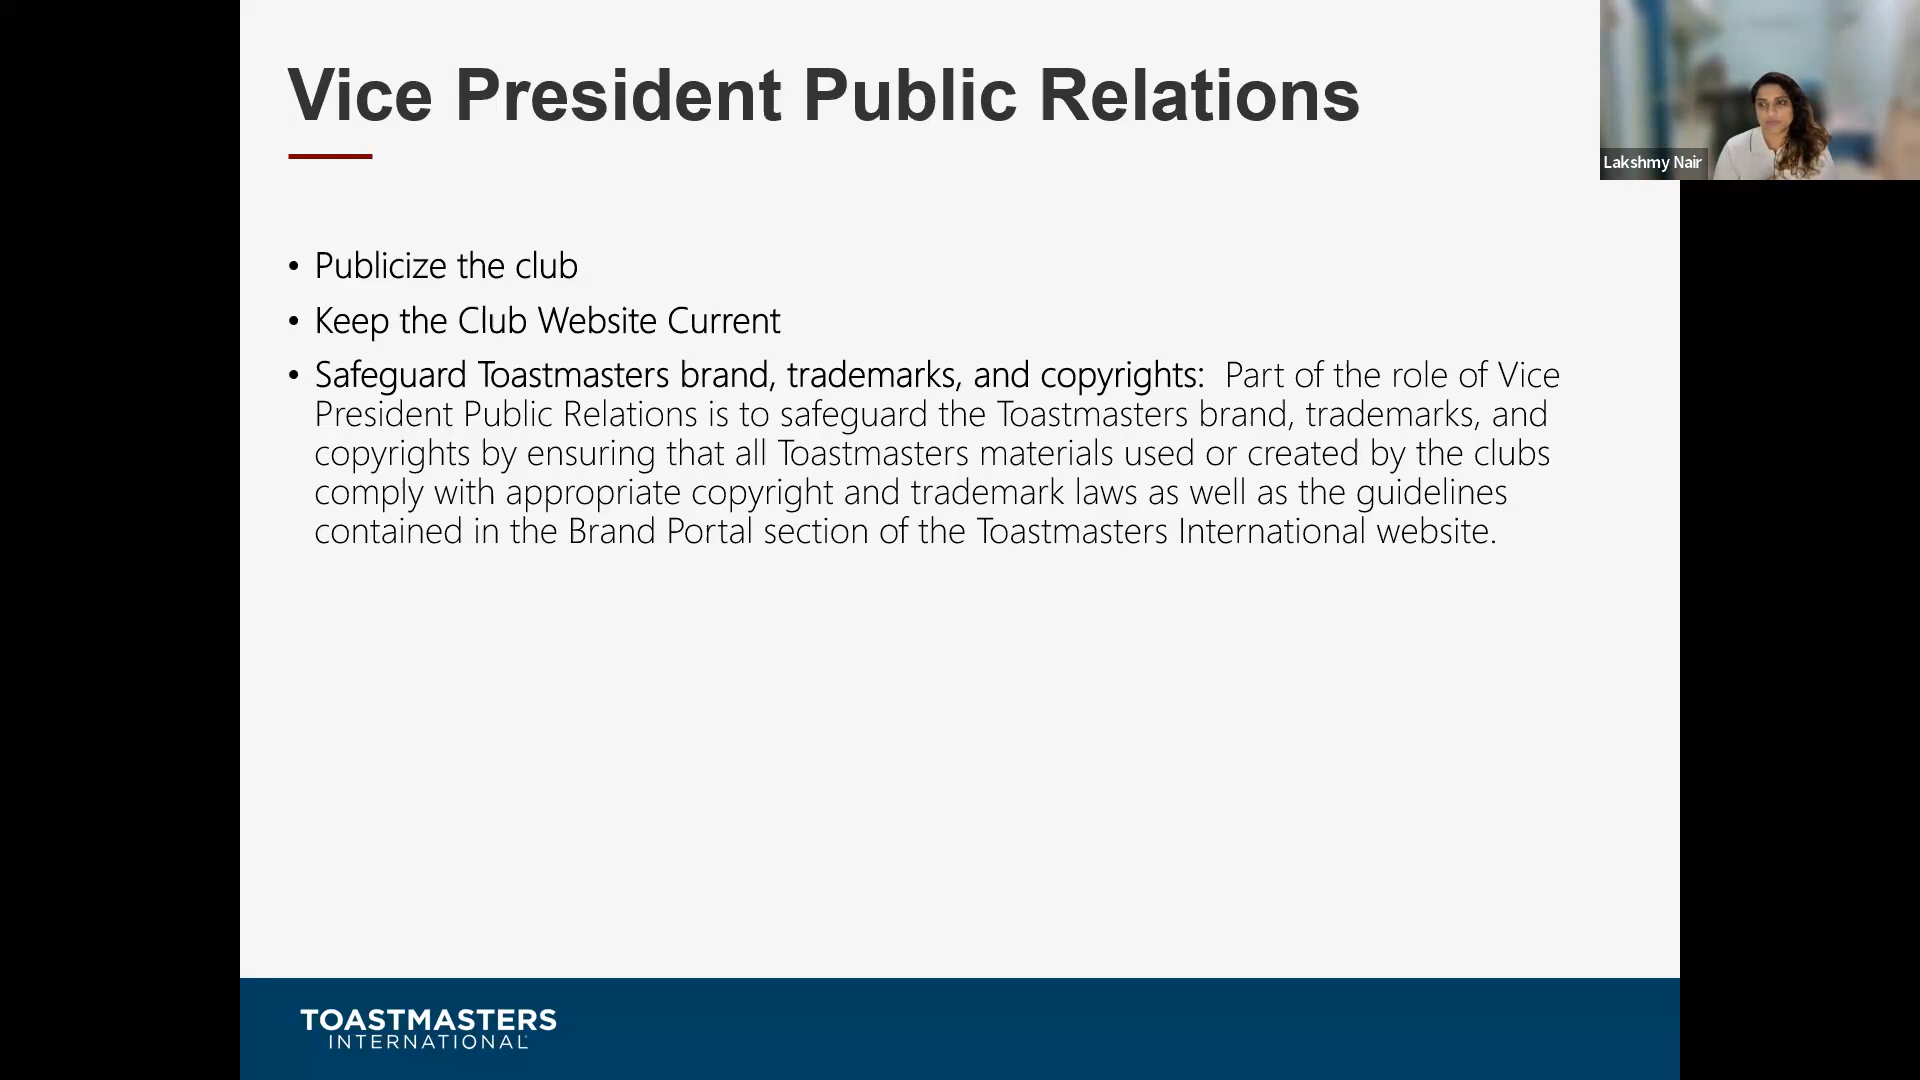 Vice President Public Relations
Lakshmy Nair
• Publicize the club
• Keep the Club Website Current
• Safeguard Toastmasters brand, trademarks, and copyrights: Part of the role of Vice
President Public Relations is to safeguard the Toastmasters brand, trademarks, and
copyrights by ensuring that all Toastmasters materials used or created by the clubs
comply with appropriate copyright and trademark laws as well as the guidelines
contained in the Brand Portal section of the Toastmasters International website.
TOASTMASTERS
INTERNATIONAL